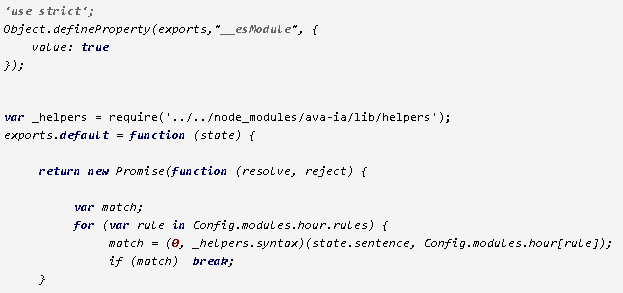 'use strict';
Object.defineProperty(exports,"__esModule", {
value: true
});
var _helpers = require('../../node_modules/ava-ia/lib/helpers');
exports.default = function (state) {
return new Promise(function (resolve, reject) {
var match;
for (var rule in Config.modules.hour.rules) {
match = (0, _helpers.syntax)(state.sentence, Config.modules.hour[rule]);
if (match) break;
}